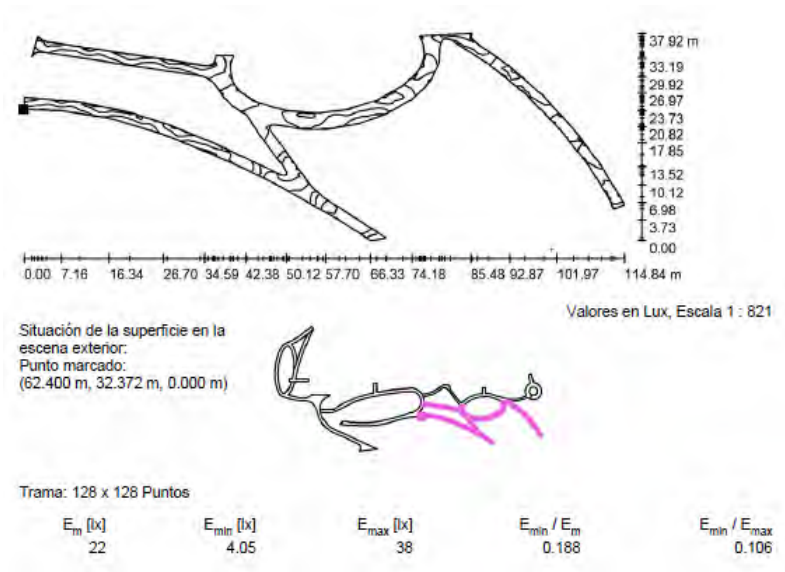 37.92 m
33.19
29.92
26.97
23.73
20.82
17.85
13.52
10.12
6.98
3.73
0.00
0.00 7.16 16.34 26.70 34.59 42.38 50.12 57.70 66.33 74.18 85.48 92.87 101.97 114.84 m
Valores en Lux, Escala 1 : 821
Situación de la superficie en la
escena exterior:
Punto marcado:
(62.400 m, 32.372 m, 0.000 m)
Trama: 128 x 128 Puntos
Em [lx] Emin [lx] Emax [lx] Emin / Em Emin / Emax
22 4.05 38 0.188 0.106